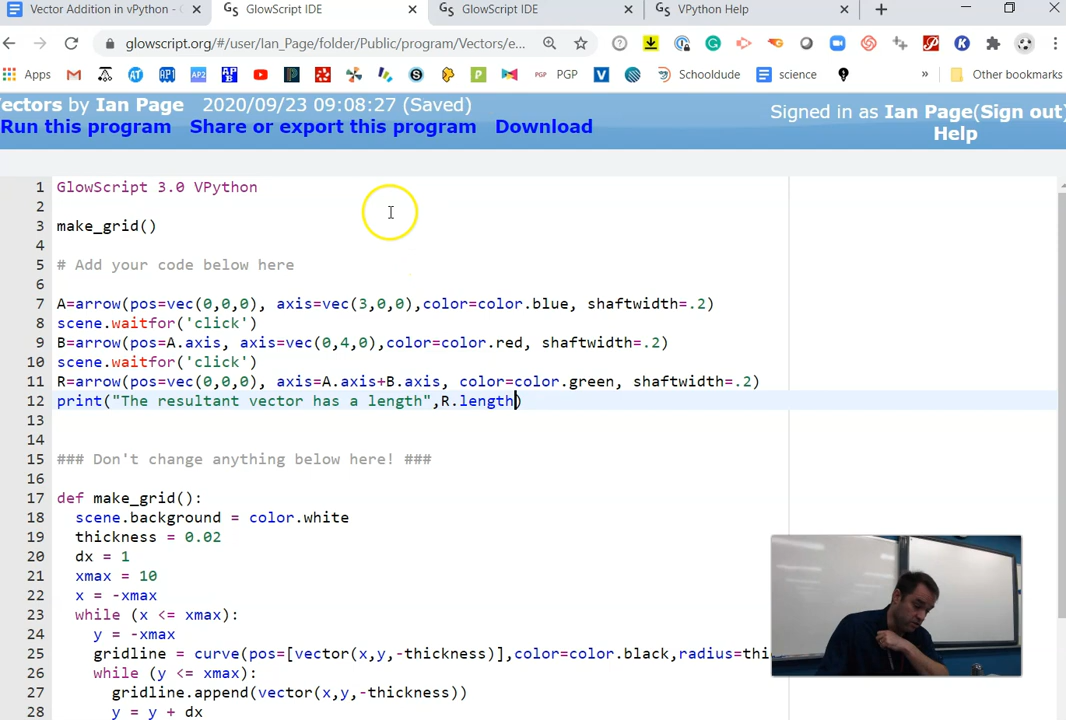 Vector Addition in vPython -
GlowScript IDE
GlowScript IDE
VPython Help
glowscript.org/#/user/Ian_Page/folder/Public/program/Vectors/e...
Apps
AP1
AP2
PGP PGP
Schooldude
science
»
Other bookmarks
ectors by Ian Page 2020/09/23 09:08:27 (Saved)
Signed in as Ian Page(Sign out)
Run this program Share or export this program Download
Help
1 GlowScript 3.0 VPython
2
3 make_grid()
4
5 # Add your code below here
6
7 A=arrow(pos=vec(0,0,0), axis=vec(3,0,0),color=color.blue, shaftwidth=.2)
8 scene.waitfor('click')
9 B=arrow(pos=A.axis, axis=vec(0,4,0),color=color.red, shaftwidth=.2)
10 scene.waitfor('click')
11 R=arrow(pos=vec(0,0,0), axis=A.axis+B.axis, color=color.green, shaftwidth=.2)
12 print("The resultant vector has a length",R.length)
13
14
15 ### Don't change anything below here! ###
16
17 def make_grid():
18 scene.background = color.white
19 thickness = 0.02
20 dx = 1
21 xmax = 10
22 x = -xmax
23 while (x <= xmax):
24 y = -xmax
25 gridline = curve(pos=[vector(x,y,-thickness)],color=color.black,radius=thi
26 while (y <= xmax):
27 gridline.append(vector(x,y,-thickness))
28 y = y + dx